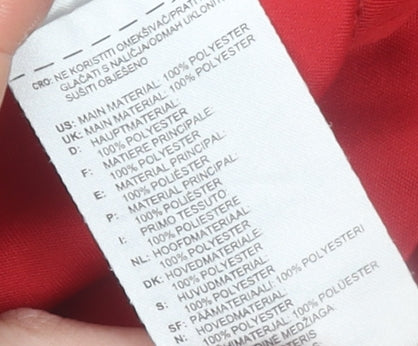 CRO: NE KORISTITI OMEKŠIVAČ/PRATI
GLAČATI S NALIČJA/ODMAH UKLONITI
SUŠITI OBJEŠENO
US: MAIN MATERIAL: 100% POLYESTER
UK: MAIN MATERIAL: 100% POLYESTER
D: HAUPTMATERIAL:
100% POLYESTER
F: MATIERE PRINCIPALE:
100% POLYESTER
E: MATERIAL PRINCIPAL:
100% POLIÉSTER
P: MATERIAL PRINCIPAL
100% POLIÉSTER
I: PRIMO TESSUTO
100% POLIESTERE
NL: HOOFDMATERIAAL:
100% POLYESTER
DK: HOVEDMATERIALE:
100% POLYESTER
S: HUVUDMATERIAL:
100% POLYESTER
SF: PÄÄMATERIAALI: 100% POLYESTERI
N: HOVEDMATERIAL:
100% POLÜESTER
MEDŽIAGA: